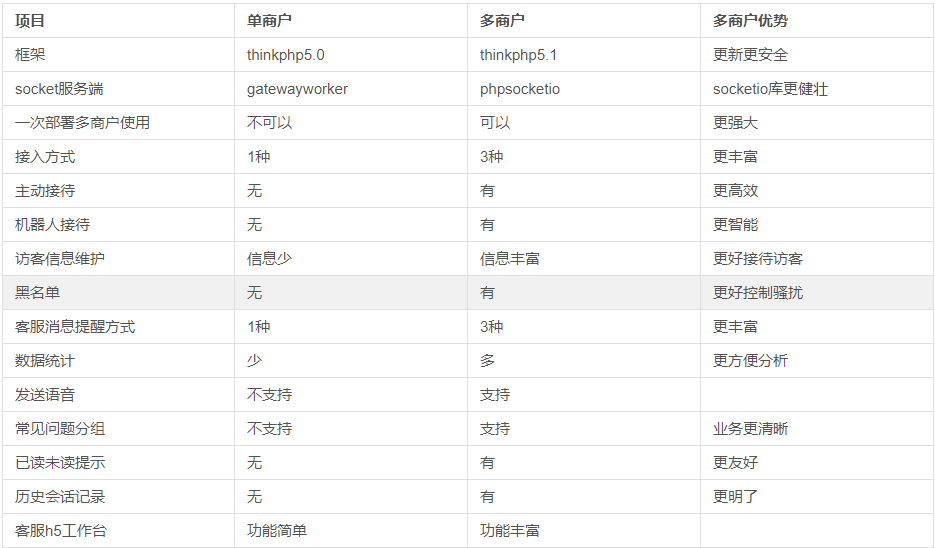 项目 单商户 多商户 多商户优势
框架 thinkphp5.0 thinkphp5.1 更新更安全
socket服务端 gatewayworker phpsocketio socketio库更健壮
一次部署多商户使用 不可以 可以 更强大
接入方式 1种 3种 更丰富
主动接待 无 有 更高效
机器人接待 无 有 更智能
访客信息维护 信息少 信息丰富 更好接待访客
黑名单 无 有 更好控制骚扰
客服消息提醒方式 1种 3种 更丰富
数据统计 少 多 更方便分析
发送语音 不支持 支持
常见问题分组 不支持 支持 业务更清晰
已读未读提示 无 有 更友好
历史会话记录 无 有 更明了
客服h5工作台 功能简单 功能丰富